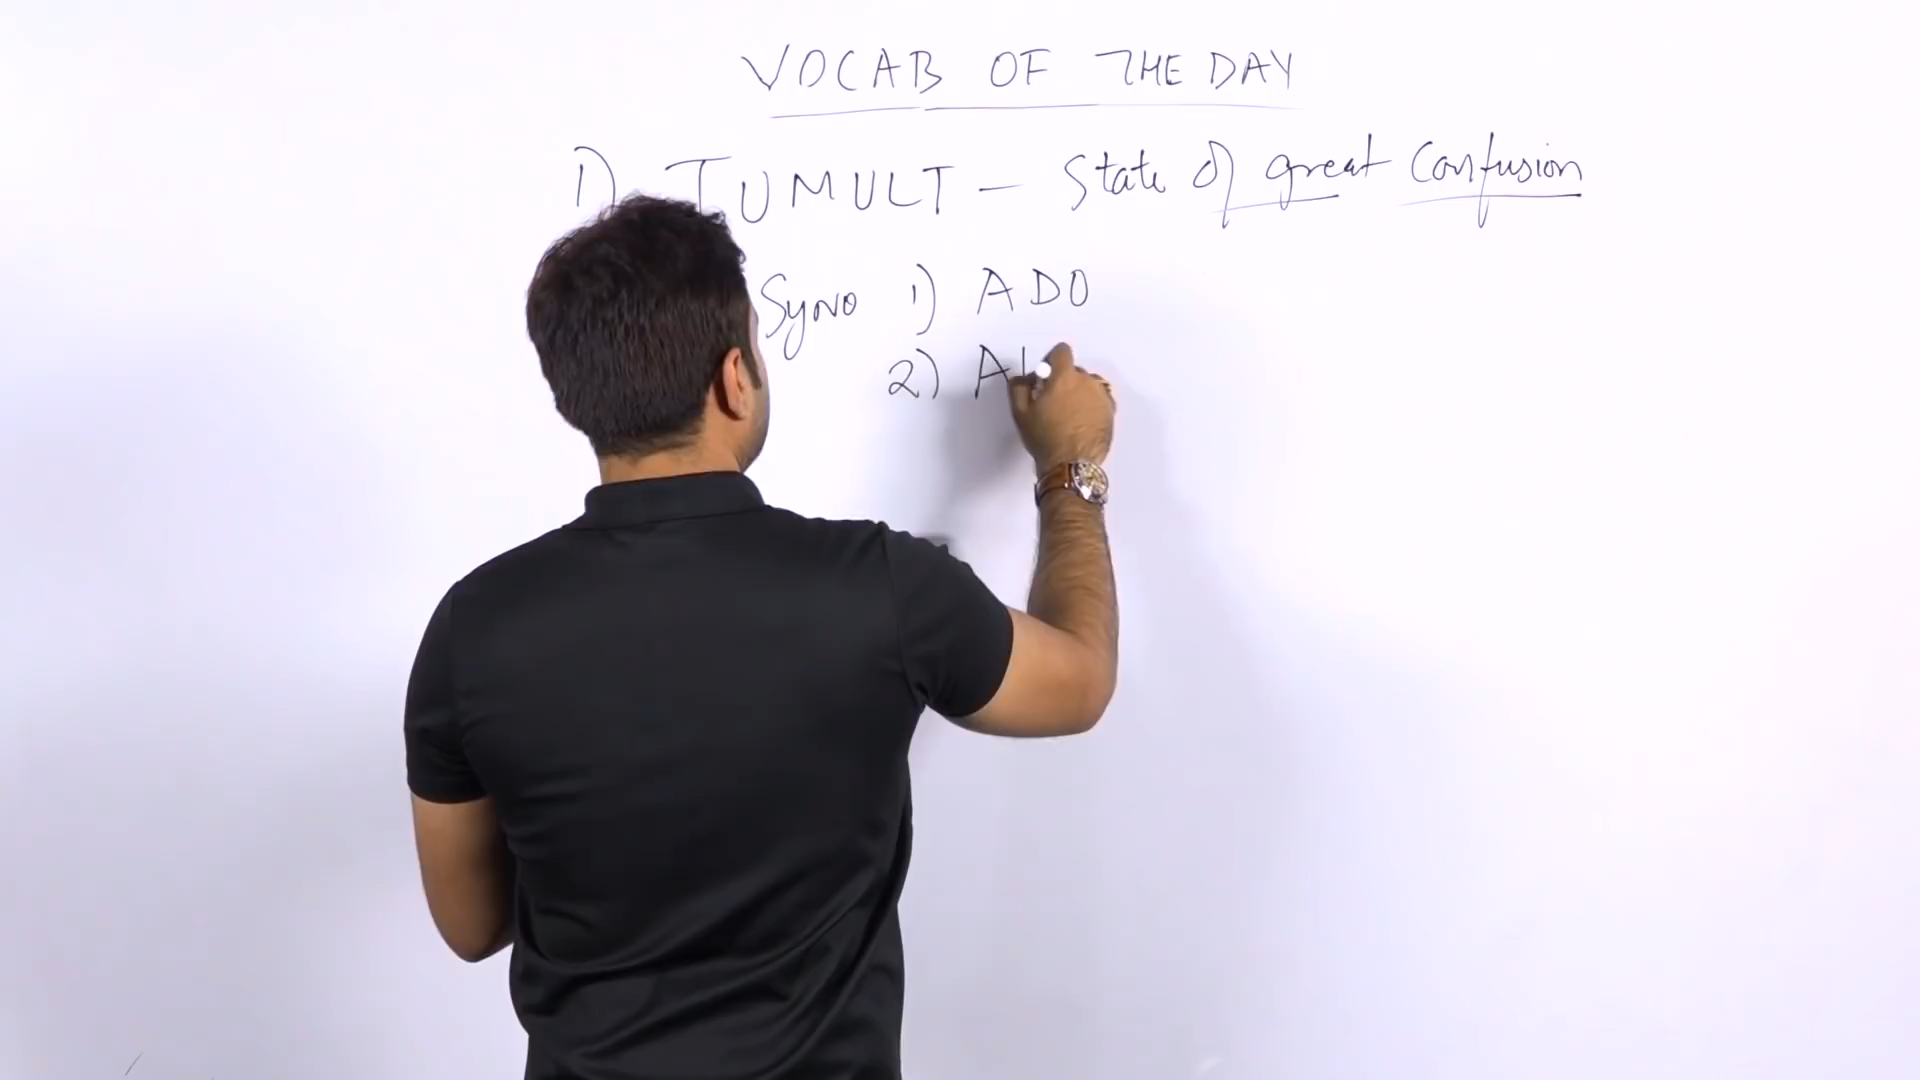 VOCAB OF THE DAY
1) TUMULT - State of great Confusion
Syno 1) ADO
2) A